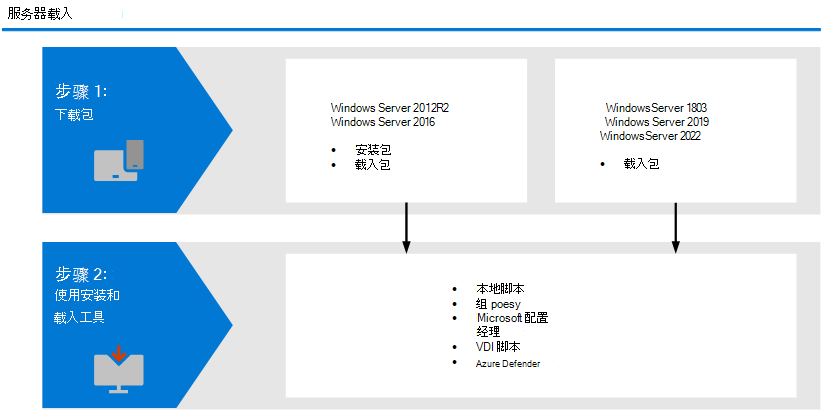 服务器载入
步骤 1:
下载包
Windows Server 2012R2
Windows Server 2016
• 安装包
• 载入包
WindowsServer 1803
Windows Server 2019
WindowsServer 2022
• 载入包
步骤 2:
使用安装和
载入工具
• 本地脚本
• 组 poesy
• Microsoft 配置
经理
• VDI 脚本
• Azure Defender